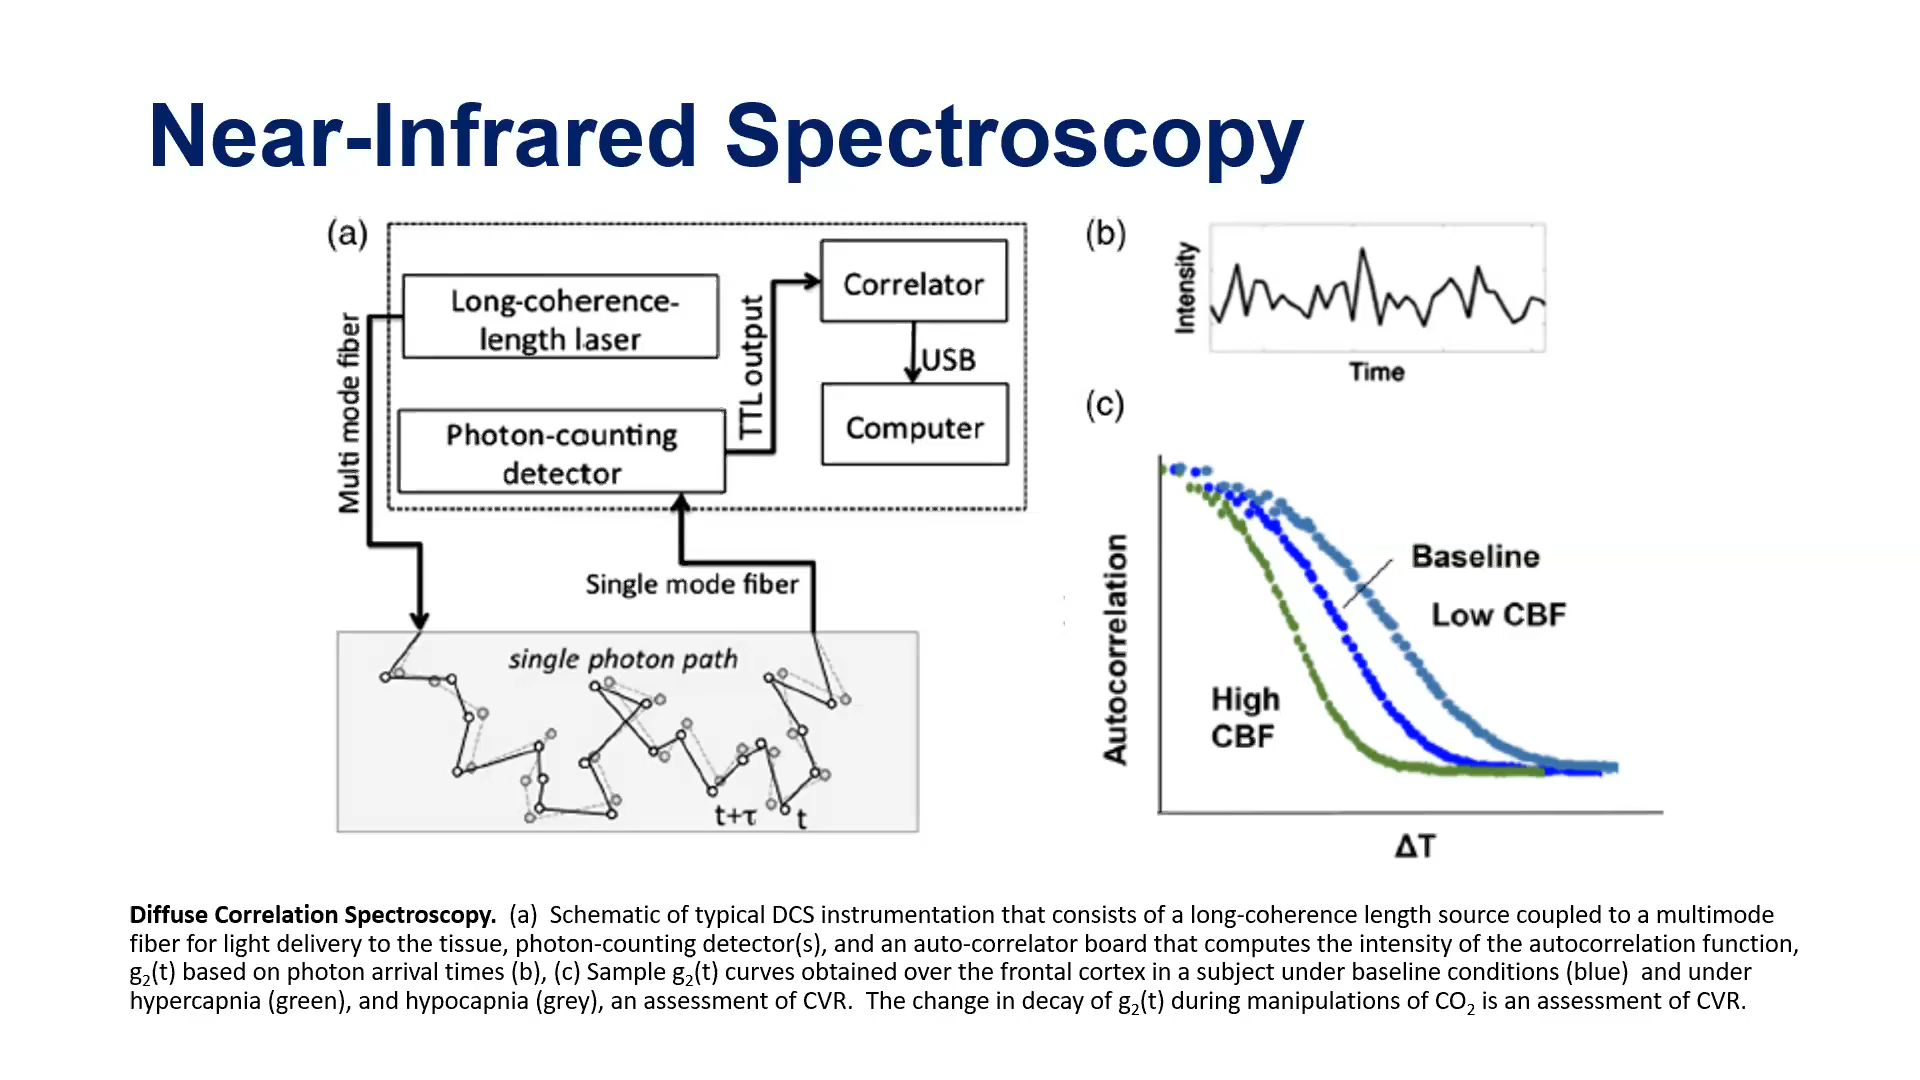 Near-Infrared Spectroscopy
(a)
Long-coherence-
length laser
Multi mode fiber
Photon-counting
detector
TTL output
Correlator
USB
Computer
Single mode fiber
single photon path
t+τ
t
(b)
Intensity
Time
(c)
Autocorrelation
Baseline
Low CBF
High
CBF
ΔT
Diffuse Correlation Spectroscopy. (a) Schematic of typical DCS instrumentation that consists of a long-coherence length source coupled to a multimode
fiber for light delivery to the tissue, photon-counting detector(s), and an auto-correlator board that computes the intensity of the autocorrelation function,
g₂(t) based on photon arrival times (b), (c) Sample g₂(t) curves obtained over the frontal cortex in a subject under baseline conditions (blue) and under
hypercapnia (green), and hypocapnia (grey), an assessment of CVR. The change in decay of g₂(t) during manipulations of CO₂ is an assessment of CVR.